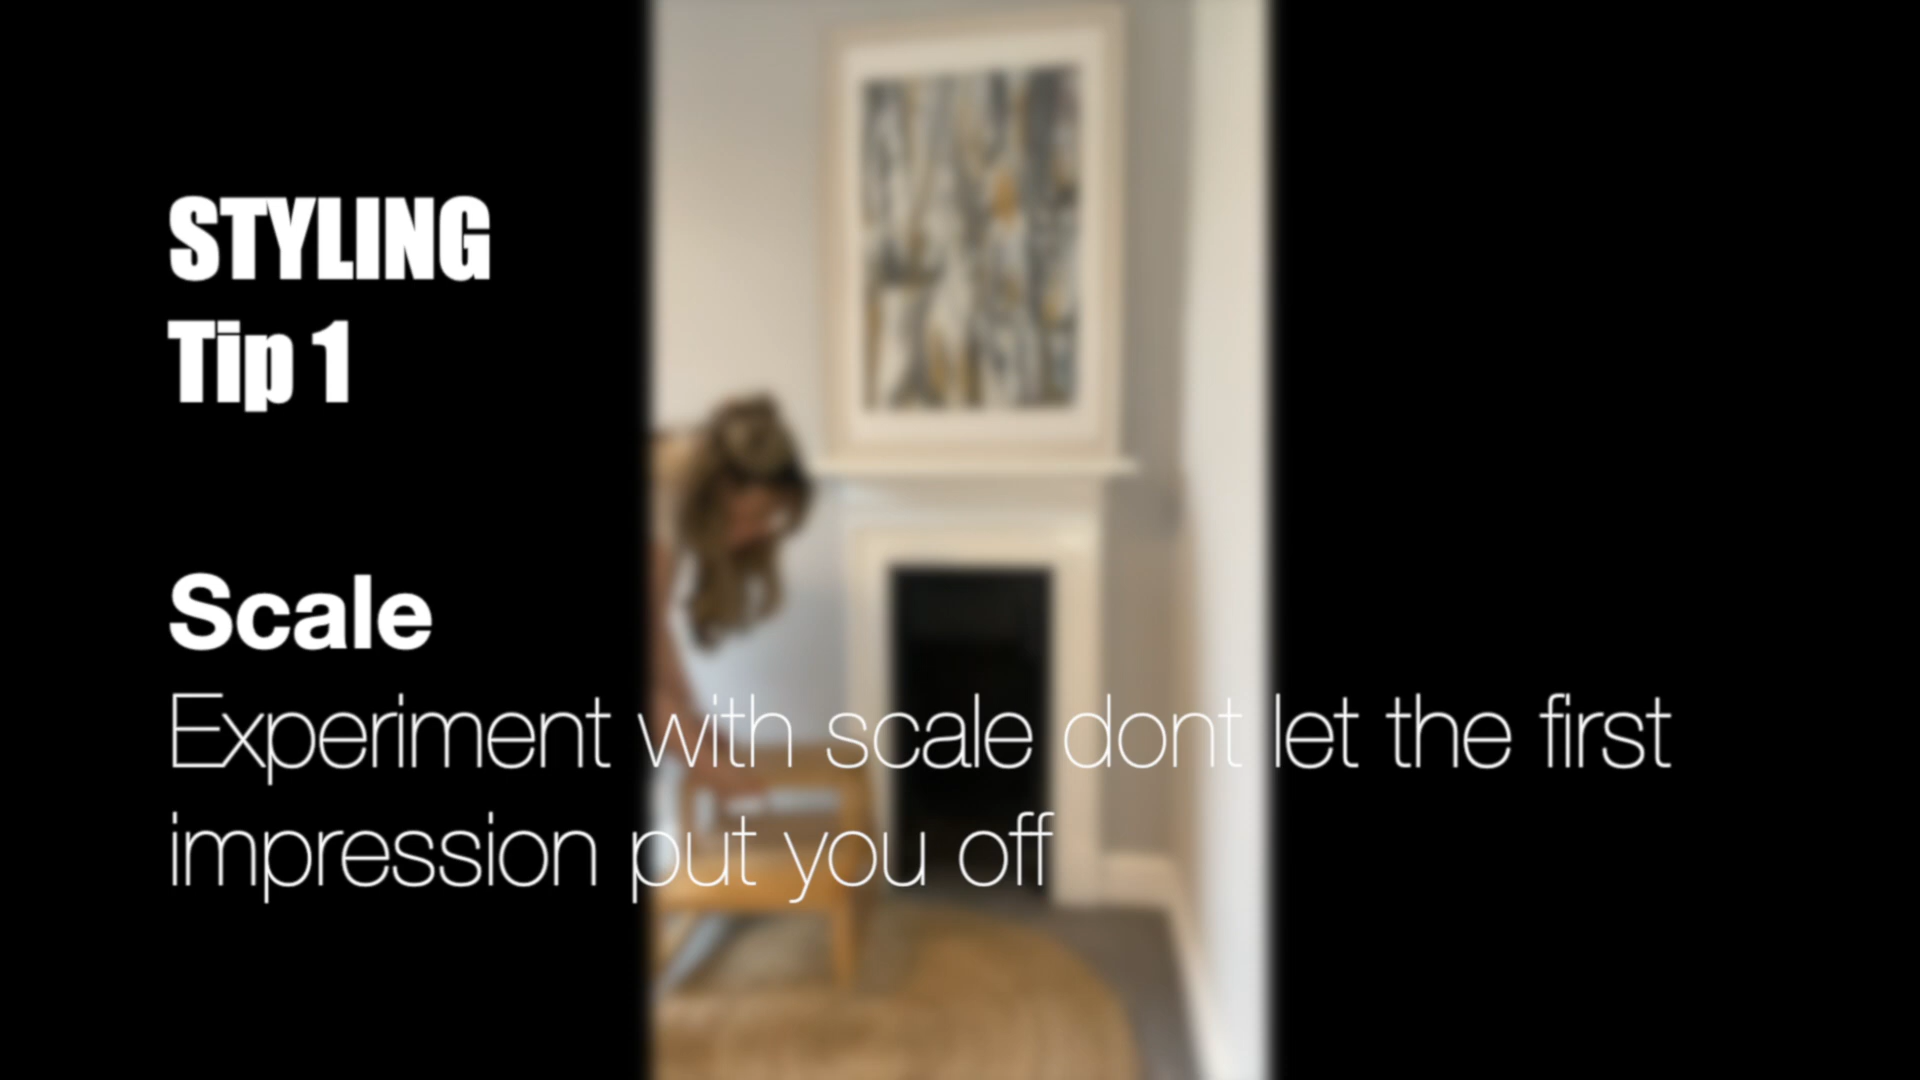 STYLING
Tip 1
Scale
Experiment with scale dont let the first
impression put you off